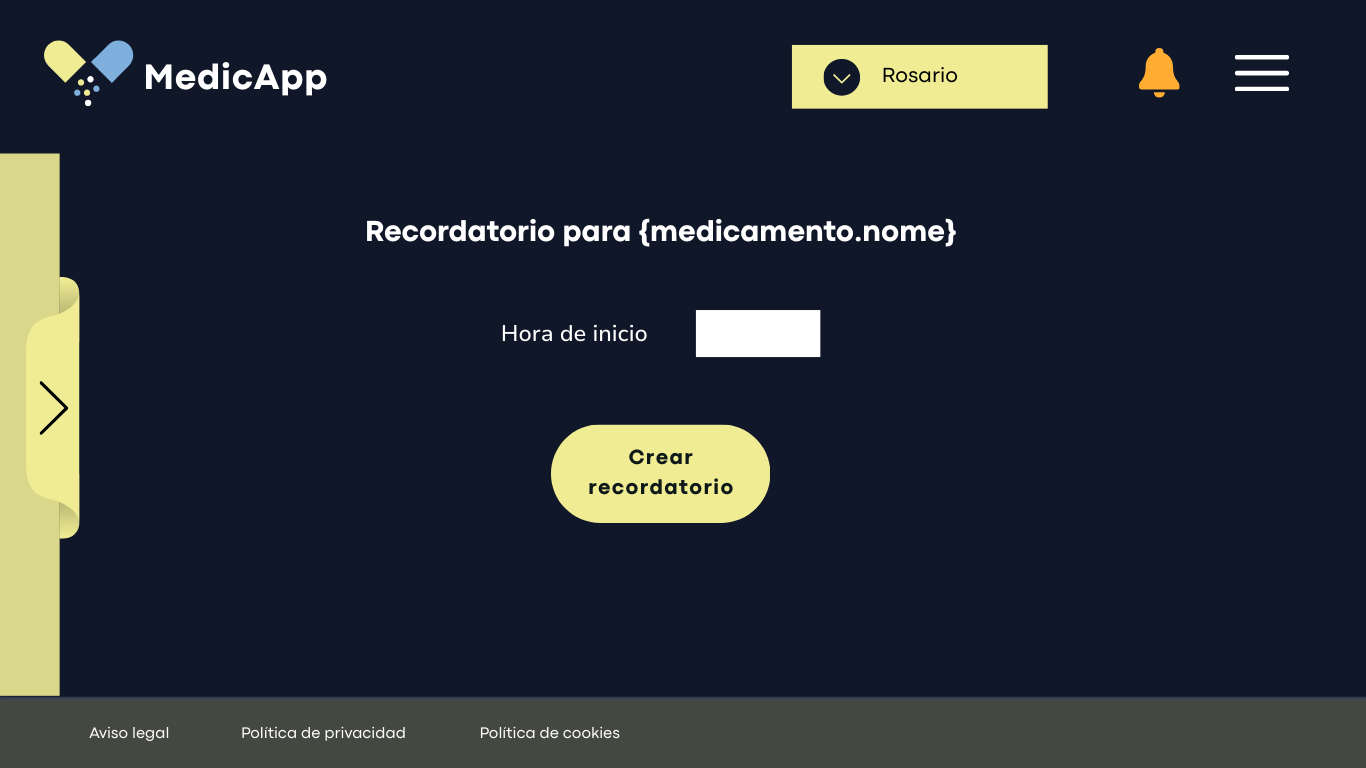 MedicApp
Rosario
Recordatorio para {medicamento.nome}
Hora de inicio
Crear
recordatorio
Aviso legal
Política de privacidad
Política de cookies